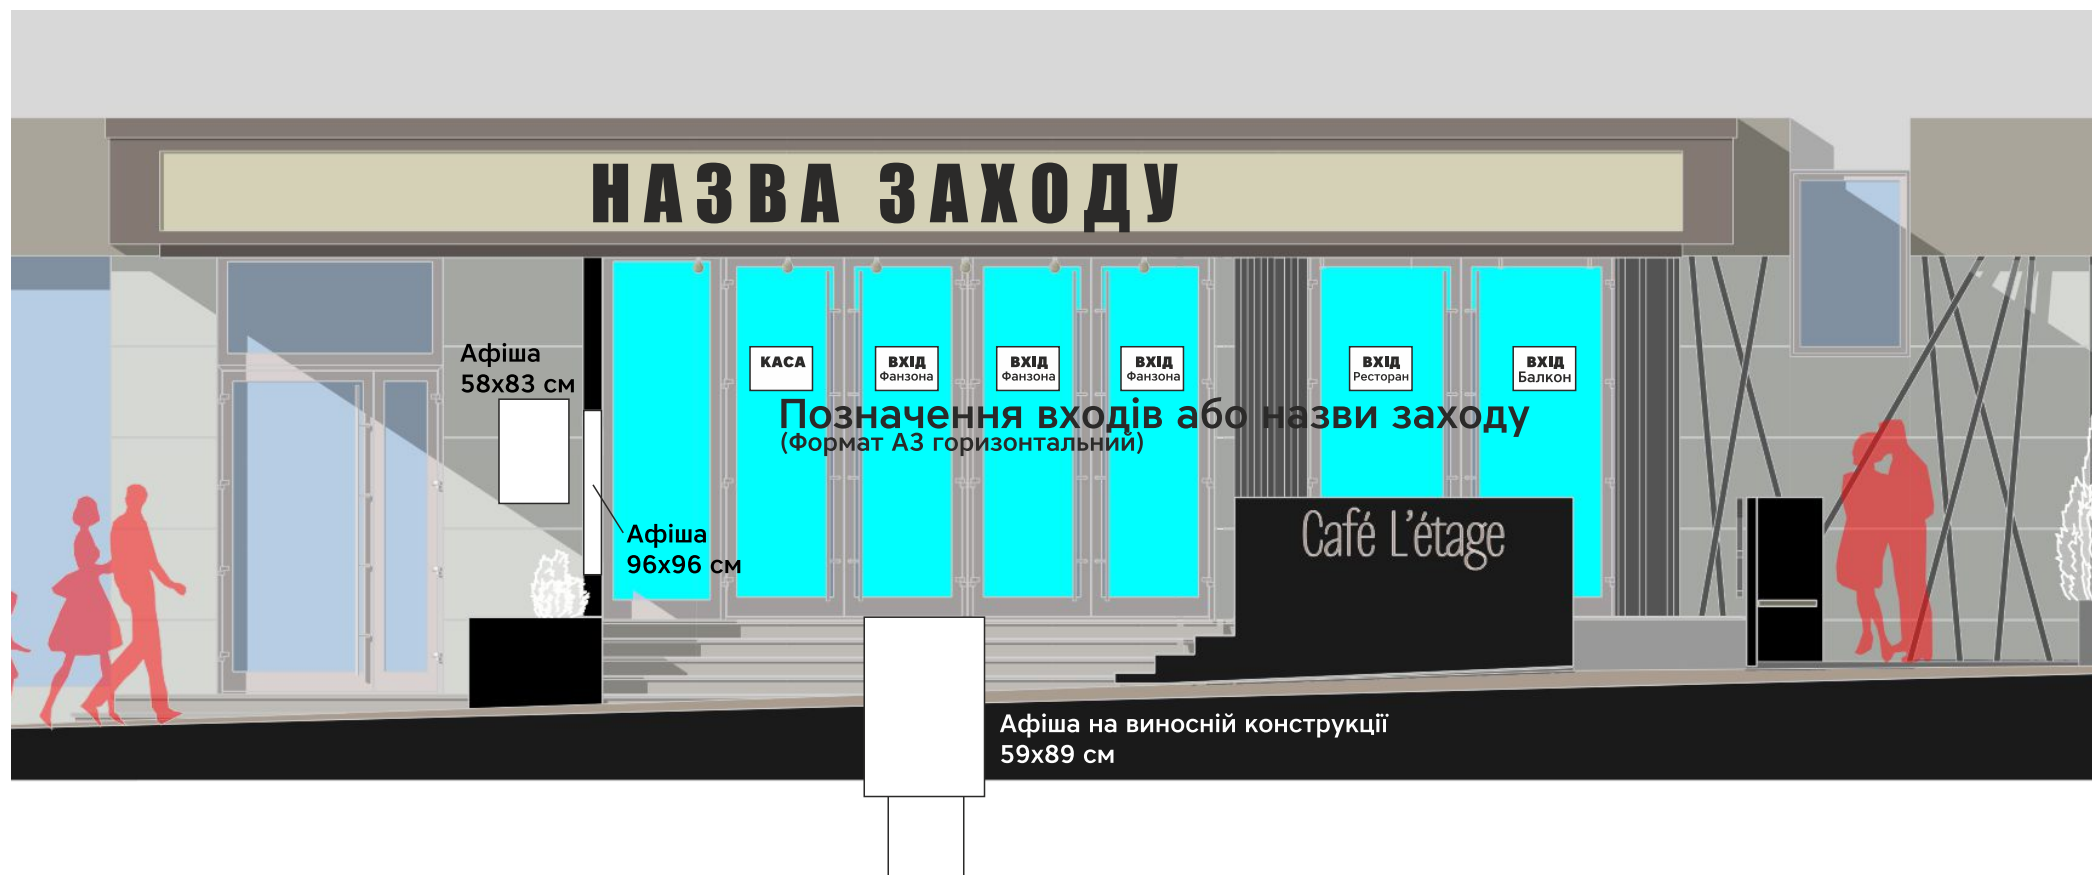 НАЗВА ЗАХОДУ
Афіша
58х83 см
КАСА
ВХІД
Фанзона
ВХІД
Фанзона
ВХІД
Фанзона
ВХІД
Ресторан
ВХІД
Балкон
Позначення входів або назви заходу
(Формат А3 горизонтальний)
Афіша
96х96 см
Café L'étage
Афіша на виносній конструкції
59х89 см